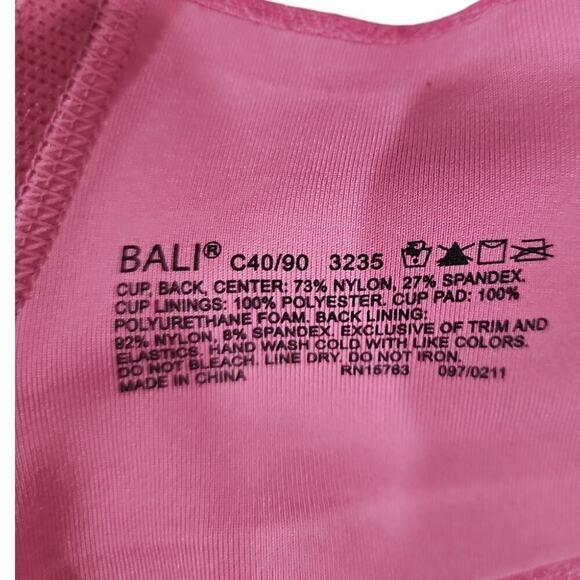 BALI® C40/90 3235
CUP, BACK, CENTER: 73% NYLON, 27% SPANDEX.
CUP LININGS: 100% POLYESTER. CUP PAD: 100%
POLYURETHANE FOAM. BACK LINING:
92% NYLON, 8% SPANDEX. EXCLUSIVE OF TRIM AND
ELASTICS. HAND WASH COLD WITH LIKE COLORS.
DO NOT BLEACH. LINE DRY. DO NOT IRON.
MADE IN CHINA RN15763 097/0211